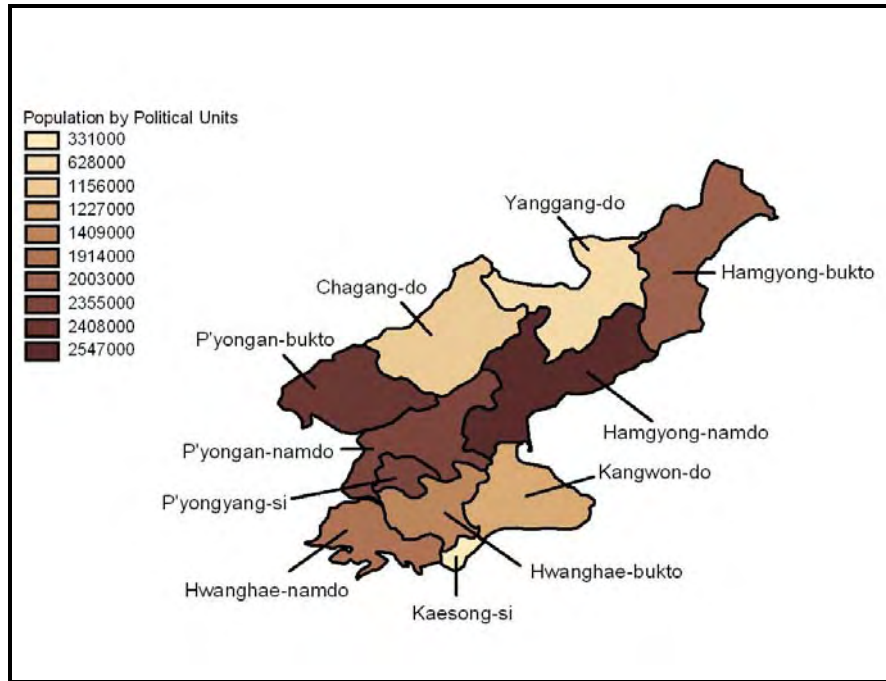 Population by Political Units
331000
628000
1156000
1227000
1409000
1914000
2003000
2355000
2408000
2547000
Yanggang-do
Hamgyong-bukto
Chagang-do
P'yongan-bukto
Hamgyong-namdo
P'yongan-namdo
Kangwon-do
P'yongyang-si
Hwanghae-bukto
Hwanghae-namdo
Kaesong-si